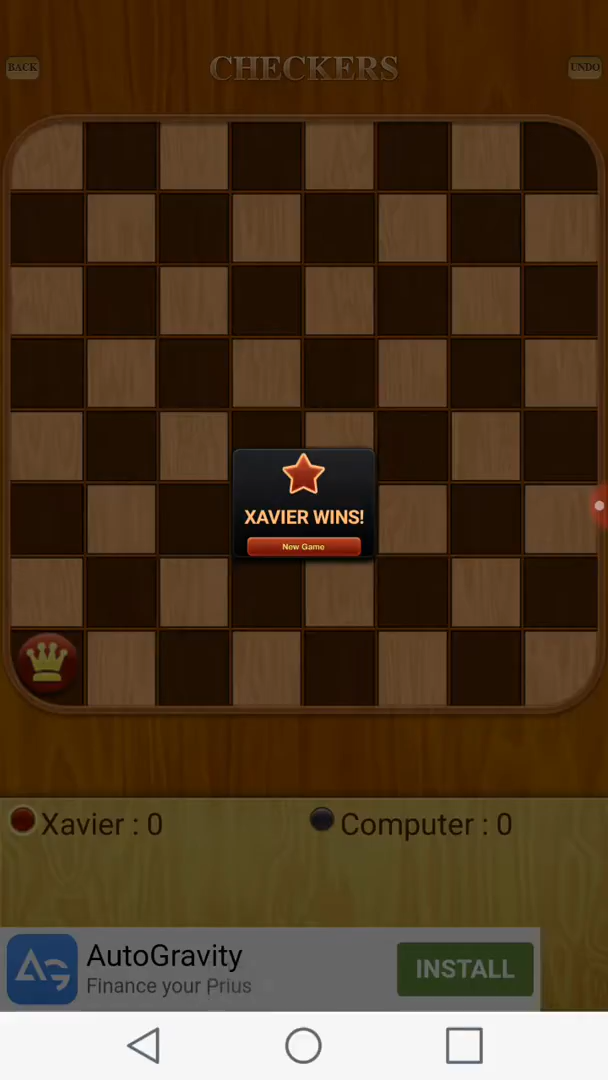 BACK
CHECKERS
UNDO
XAVIER WINS!
New Game
Xavier : 0
Computer : 0
AutoGravity
Finance your Prius
INSTALL